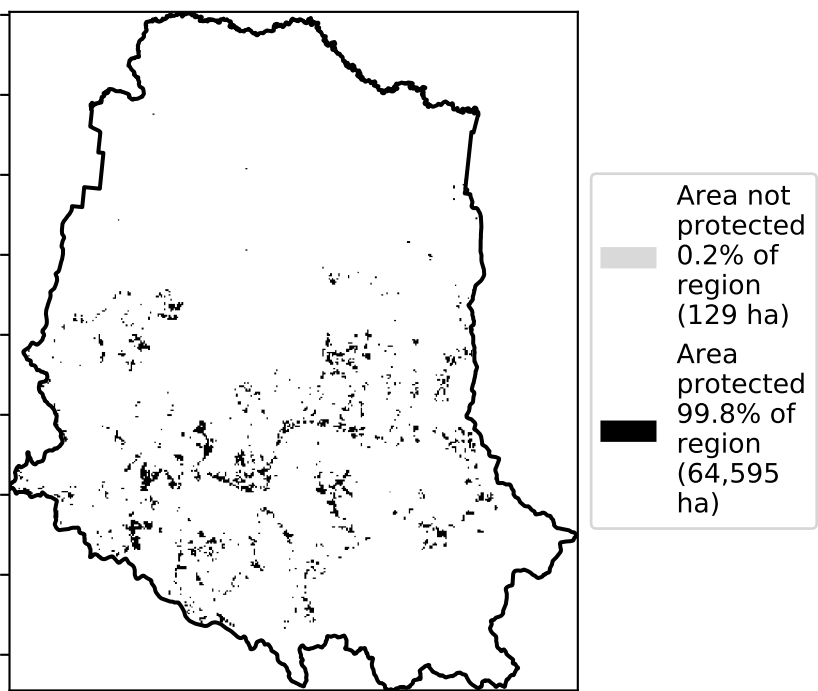 Area not
protected
0.2% of
region
(129 ha)
Area
protected
99.8% of
region
(64,595
ha)